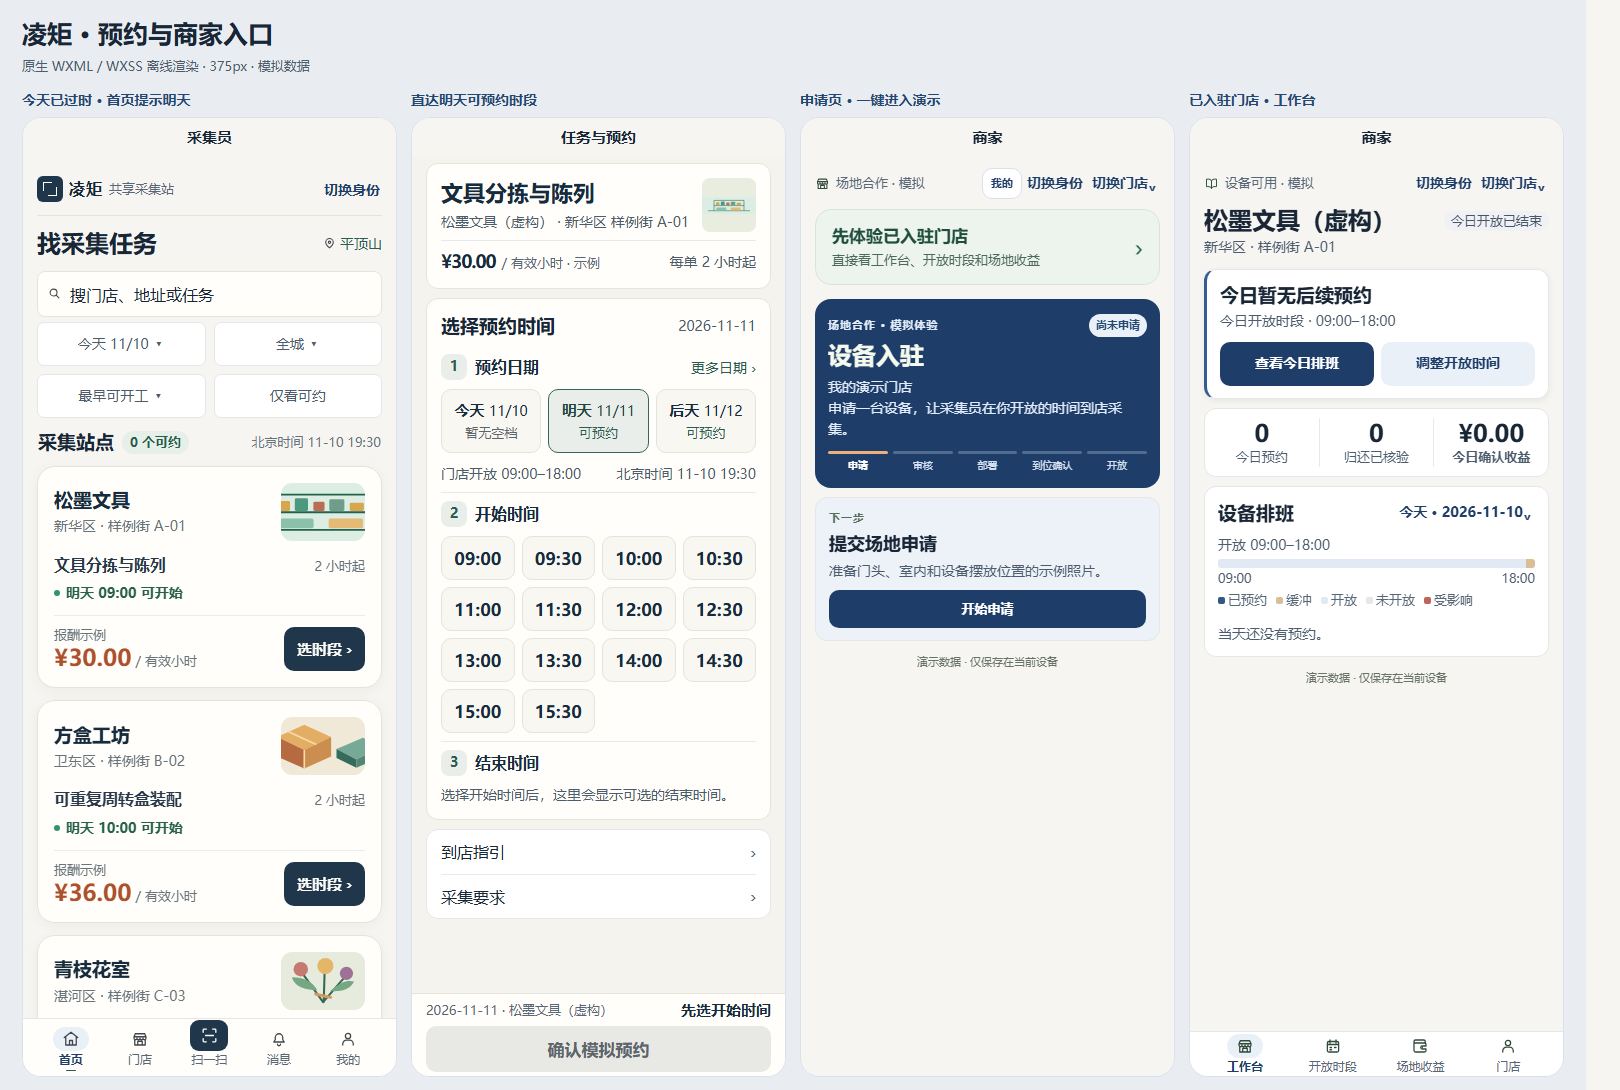 凌矩 • 预约与商家入口
原生 WXML / WXSS 离线渲染 · 375px · 模拟数据
今天已过时 • 首页提示明天
采集员
凌矩 共享采集站 切换身份
找采集任务 平顶山
搜门店、地址或任务
今天 11/10 ▾ 全城 ▾
最早可开工 ▾ 仅看可约
采集站点 0 个可约 北京时间 11-10 19:30
松墨文具
新华区 · 样例街 A-01
文具分拣与陈列 2 小时起
明天 09:00 可开始
报酬示例
¥30.00 / 有效小时 选时段 ›
方盒工坊
卫东区 · 样例街 B-02
可重复周转盒装配 2 小时起
明天 10:00 可开始
报酬示例
¥36.00 / 有效小时 选时段 ›
青枝花室
湛河区 · 样例街 C-03
首页 门店 扫一扫 消息 我的
直达明天可预约时段
任务与预约
文具分拣与陈列
松墨文具（虚构） · 新华区 样例街 A-01
¥30.00 / 有效小时 · 示例 每单 2 小时起
选择预约时间 2026-11-11
1 预约日期 更多日期 ›
今天 11/10 明天 11/11 后天 11/12
暂无空档 可预约 可预约
门店开放 09:00–18:00 北京时间 11-10 19:30
2 开始时间
09:00 09:30 10:00 10:30
11:00 11:30 12:00 12:30
13:00 13:30 14:00 14:30
15:00 15:30
3 结束时间
选择开始时间后，这里会显示可选的结束时间。
到店指引 ›
采集要求 ›
2026-11-11 · 松墨文具（虚构） 先选开始时间
确认模拟预约
申请页 • 一键进入演示
商家
场地合作 · 模拟 我的 切换身份 切换门店
先体验已入驻门店
直接看工作台、开放时段和场地收益 ›
场地合作 • 模拟体验 尚未申请
设备入驻
我的演示门店
申请一台设备，让采集员在你开放的时间到店采
集。
申请 审核 部署 到位确认 开放
下一步
提交场地申请
准备门头、室内和设备摆放位置的示例照片。
开始申请
演示数据 · 仅保存在当前设备
已入驻门店 • 工作台
商家
设备可用 · 模拟 切换身份 切换门店
松墨文具（虚构） 今日开放已结束
新华区 · 样例街 A-01
今日暂无后续预约
今日开放时段 · 09:00–18:00
查看今日排班 调整开放时间
0 0 ¥0.00
今日预约 归还已核验 今日确认收益
设备排班 今天 • 2026-11-10
开放 09:00–18:00
09:00 18:00
已预约 缓冲 开放 未开放 受影响
当天还没有预约。
演示数据 · 仅保存在当前设备
工作台 开放时段 场地收益 门店